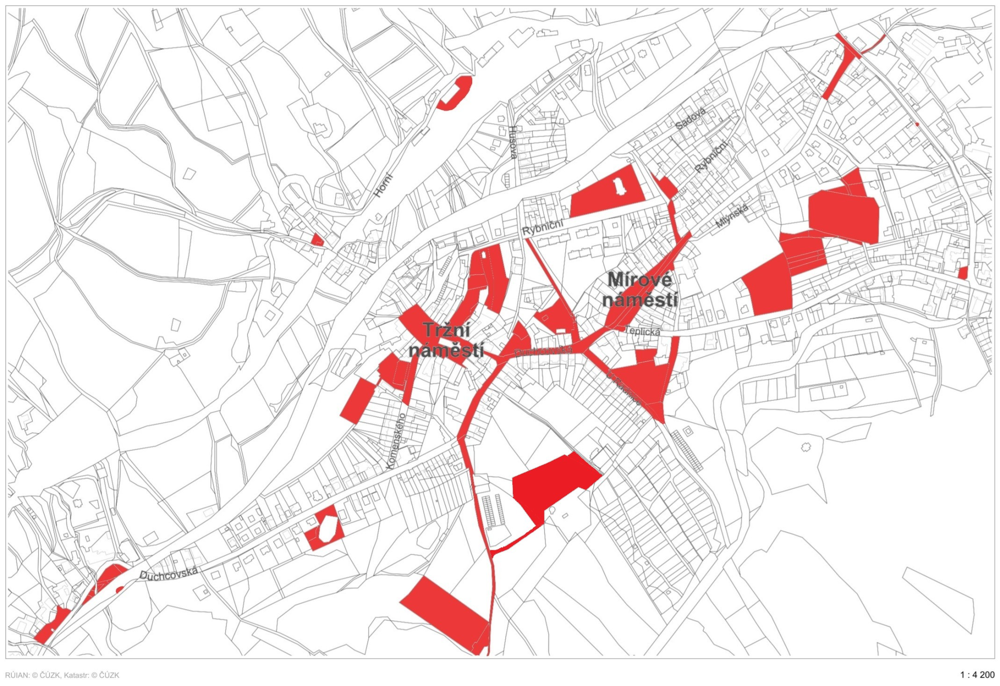 Sadová
Husova
Rybniční
Horní
Mlýnská
Rybniční
Mírové
náměstí
Tržní
náměstí
Teplická
Duchcovská
Komenského
Duchcovská
RÚIAN: © ČÚZK, Katastr: © ČÚZK
1 : 4 200